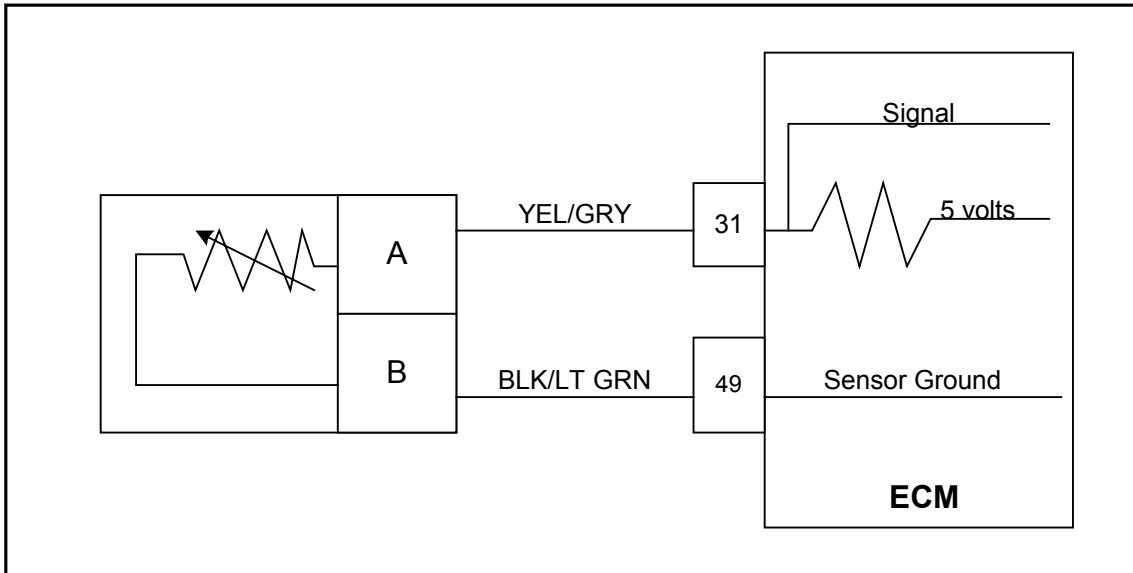 Signal
YEL/GRY
31
5 volts
A
B
BLK/LT GRN
49
Sensor Ground
ECM